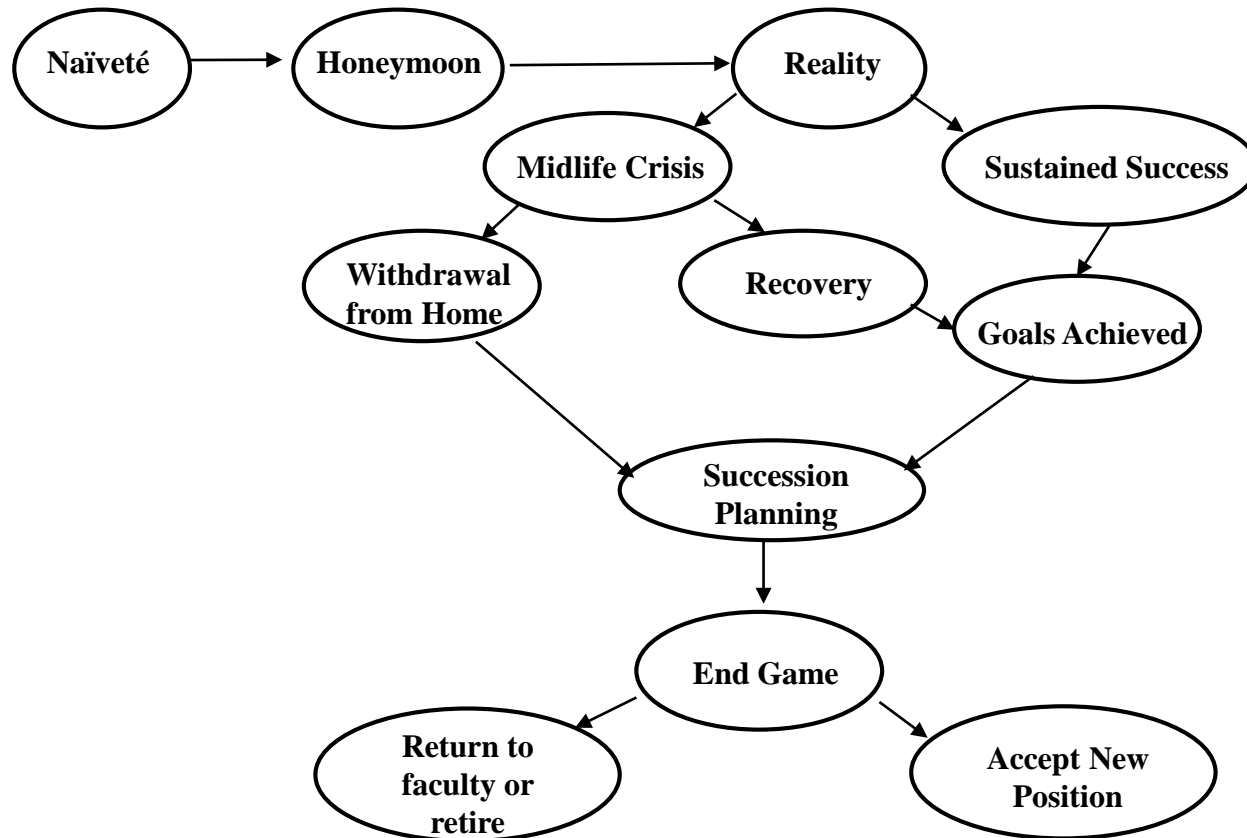 Naïveté
Honeymoon
Reality
Midlife Crisis
Sustained Success
Withdrawal
from Home
Recovery
Goals Achieved
Succession
Planning
End Game
Return to
faculty or
retire
Accept New
Position